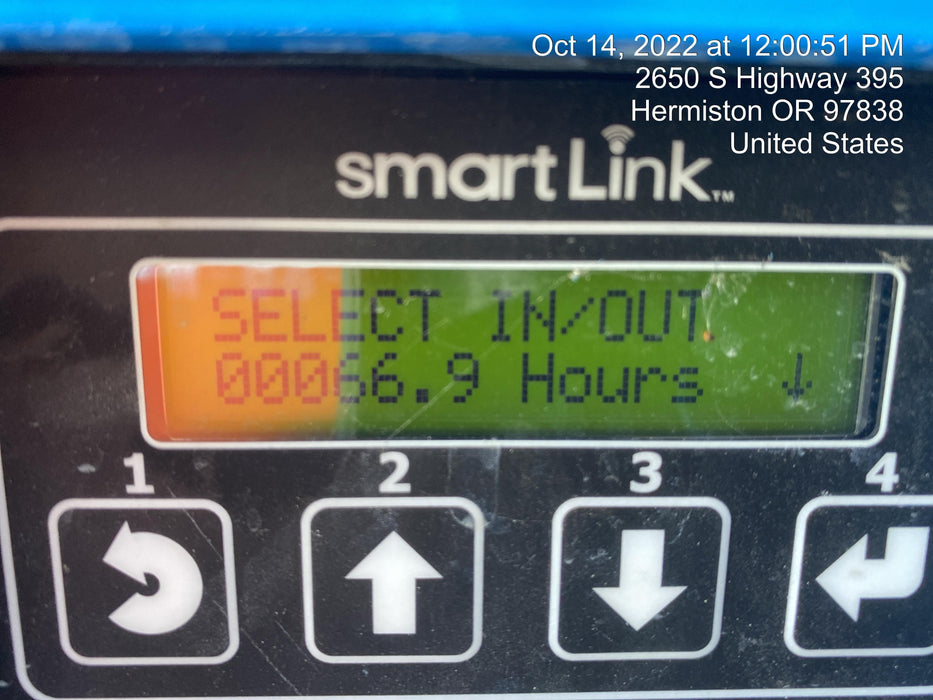 Oct 14, 2022 at 12:00:51 PM
2650 S Highway 395
Hermiston OR 97838
United States
smartLink™
SELECT IN/OUT
00066.9 Hours ↓
1 2 3 4